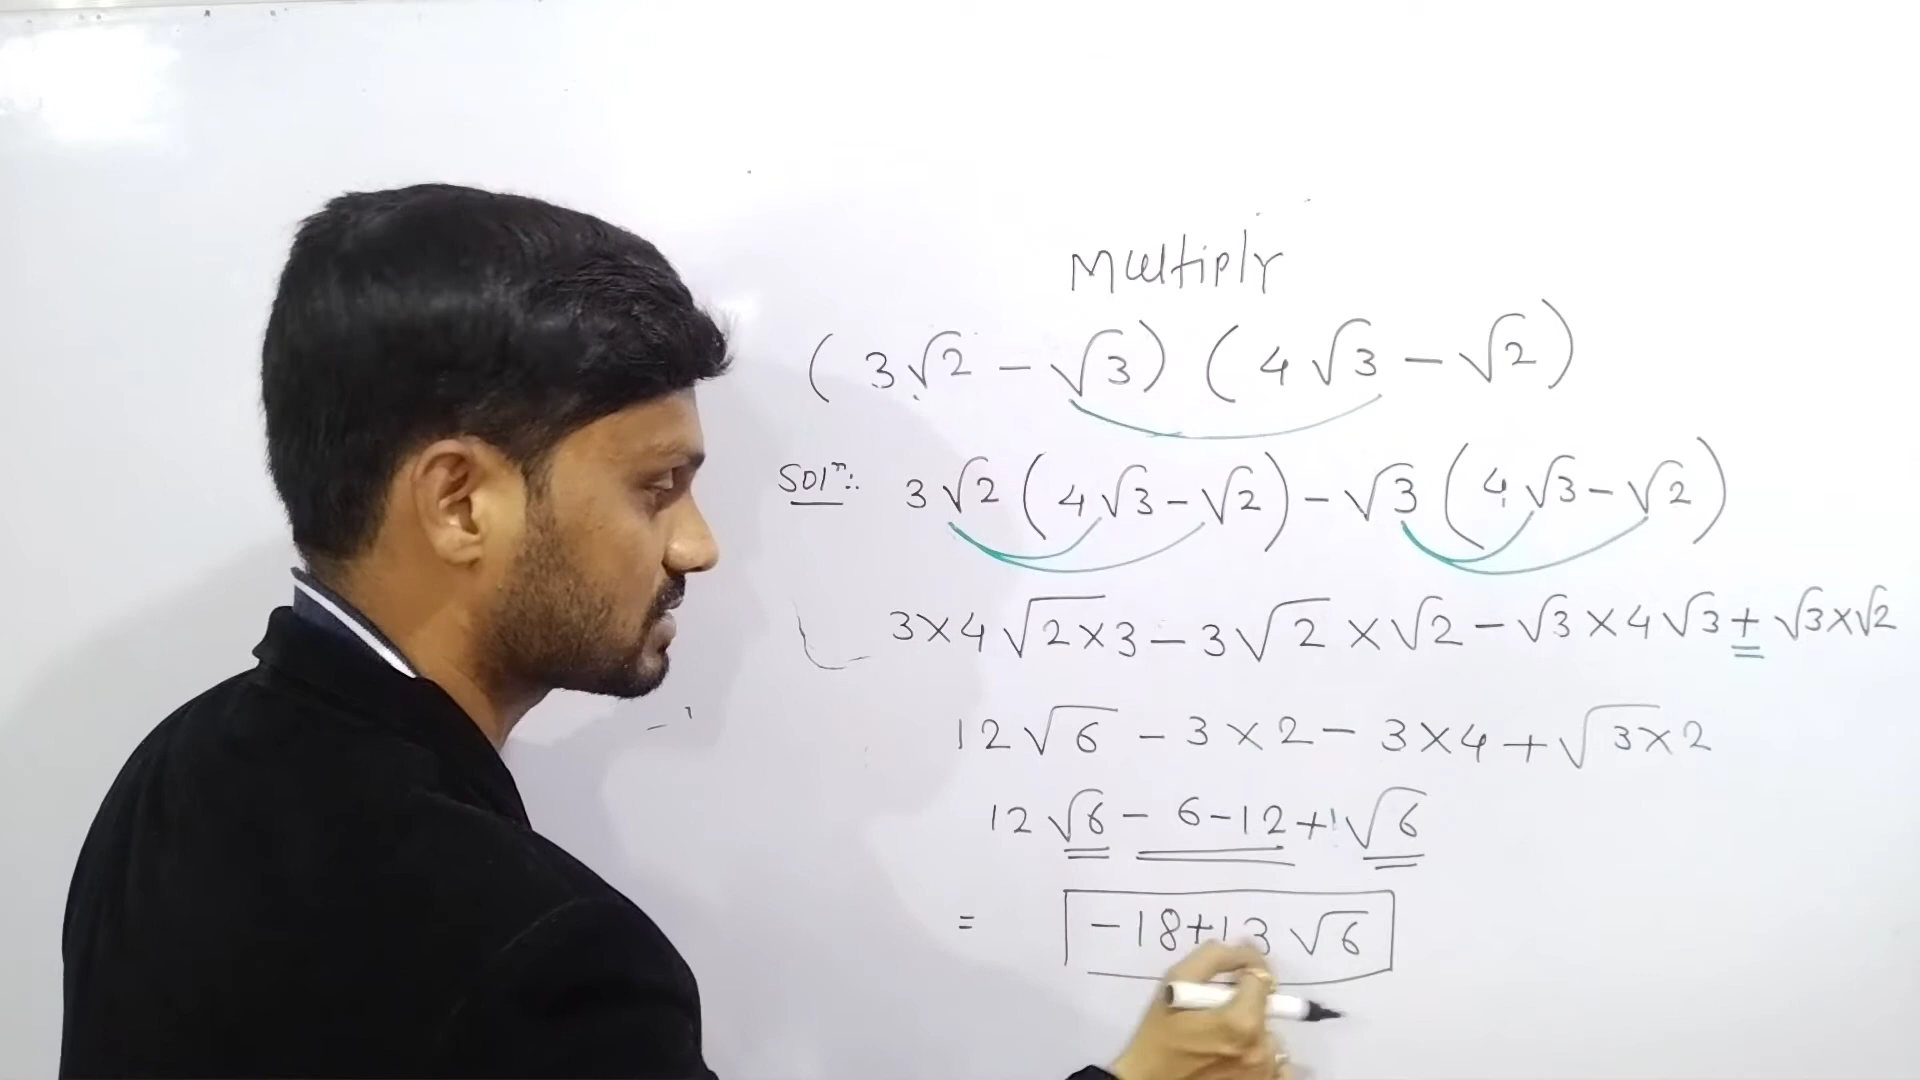 Multiply
(3√2 - √3) (4√3 - √2)
Solⁿ: 3√2(4√3-√2) - √3(4√3-√2)
3×4√2×3 - 3√2×√2 - √3×4√3 + √3×√2
12√6 - 3×2 - 3×4 + √3×2
12√6 - 6-12+1√6
= -18+13√6